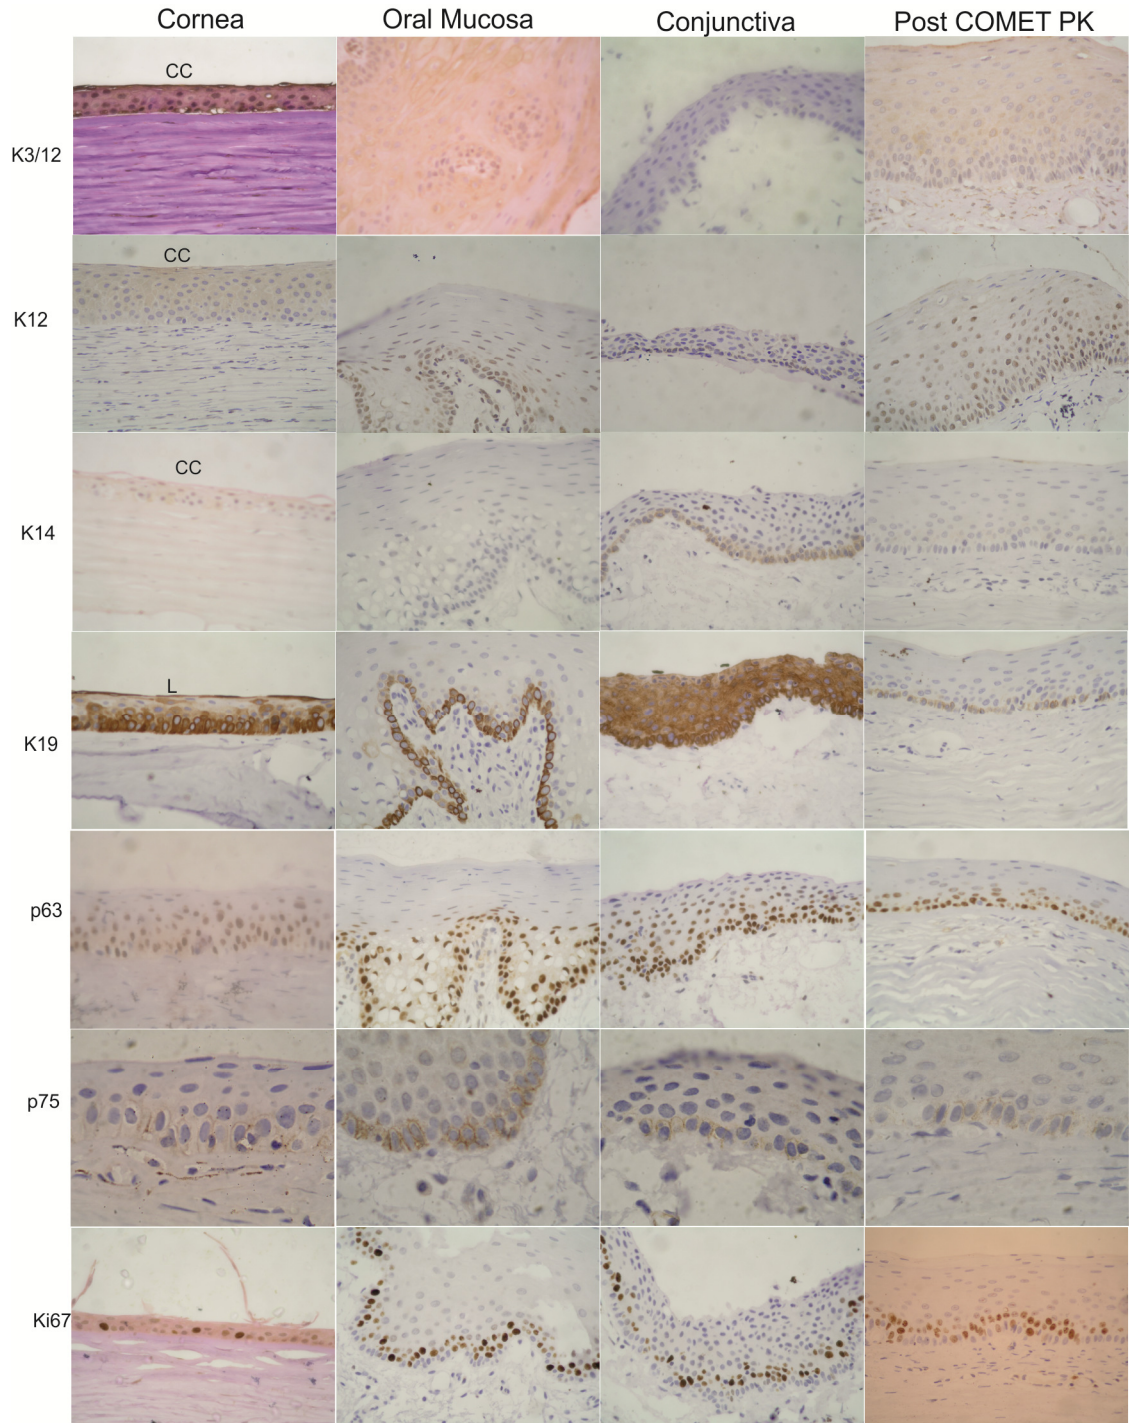 Cornea Oral Mucosa Conjunctiva Post COMET PK
CC
K3/12
CC
K12
CC
K14
L
K19
p63
p75
Ki67